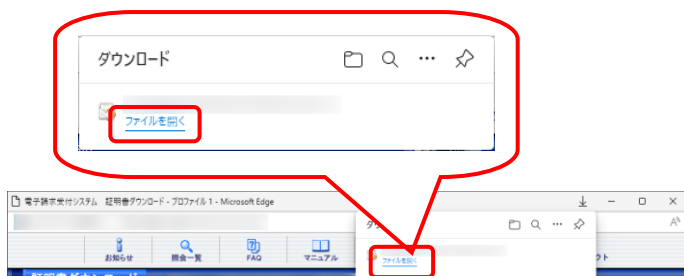 ダウンロード
ファイルを開く
電子請求受付システム 証明書ダウンロード - プロファイル 1 - Microsoft Edge
お知らせ
照会一覧
FAQ
マニュアル
ファイルを開く
証明書ダウンロード